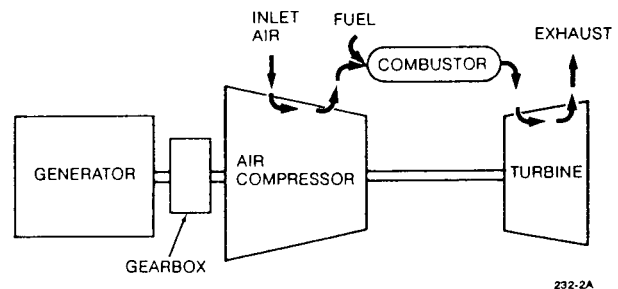 INLET
AIR
FUEL
EXHAUST
COMBUSTOR
GENERATOR
AIR
COMPRESSOR
TURBINE
GEARBOX
232-2A